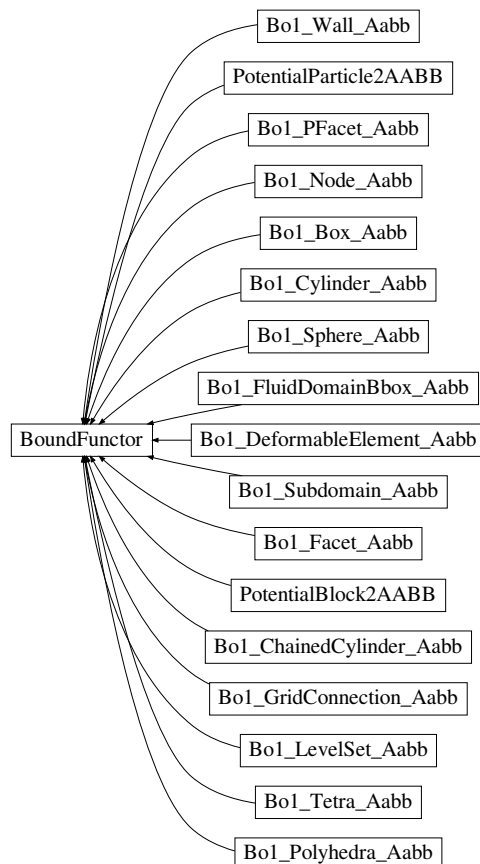 Bo1_Wall_Aabb
PotentialParticle2AABB
Bo1_PFacet_Aabb
Bo1_Node_Aabb
Bo1_Box_Aabb
Bo1_Cylinder_Aabb
Bo1_Sphere_Aabb
Bo1_FluidDomainBbox_Aabb
BoundFunctor
Bo1_DeformableElement_Aabb
Bo1_Subdomain_Aabb
Bo1_Facet_Aabb
PotentialBlock2AABB
Bo1_ChainedCylinder_Aabb
Bo1_GridConnection_Aabb
Bo1_LevelSet_Aabb
Bo1_Tetra_Aabb
Bo1_Polyhedra_Aabb